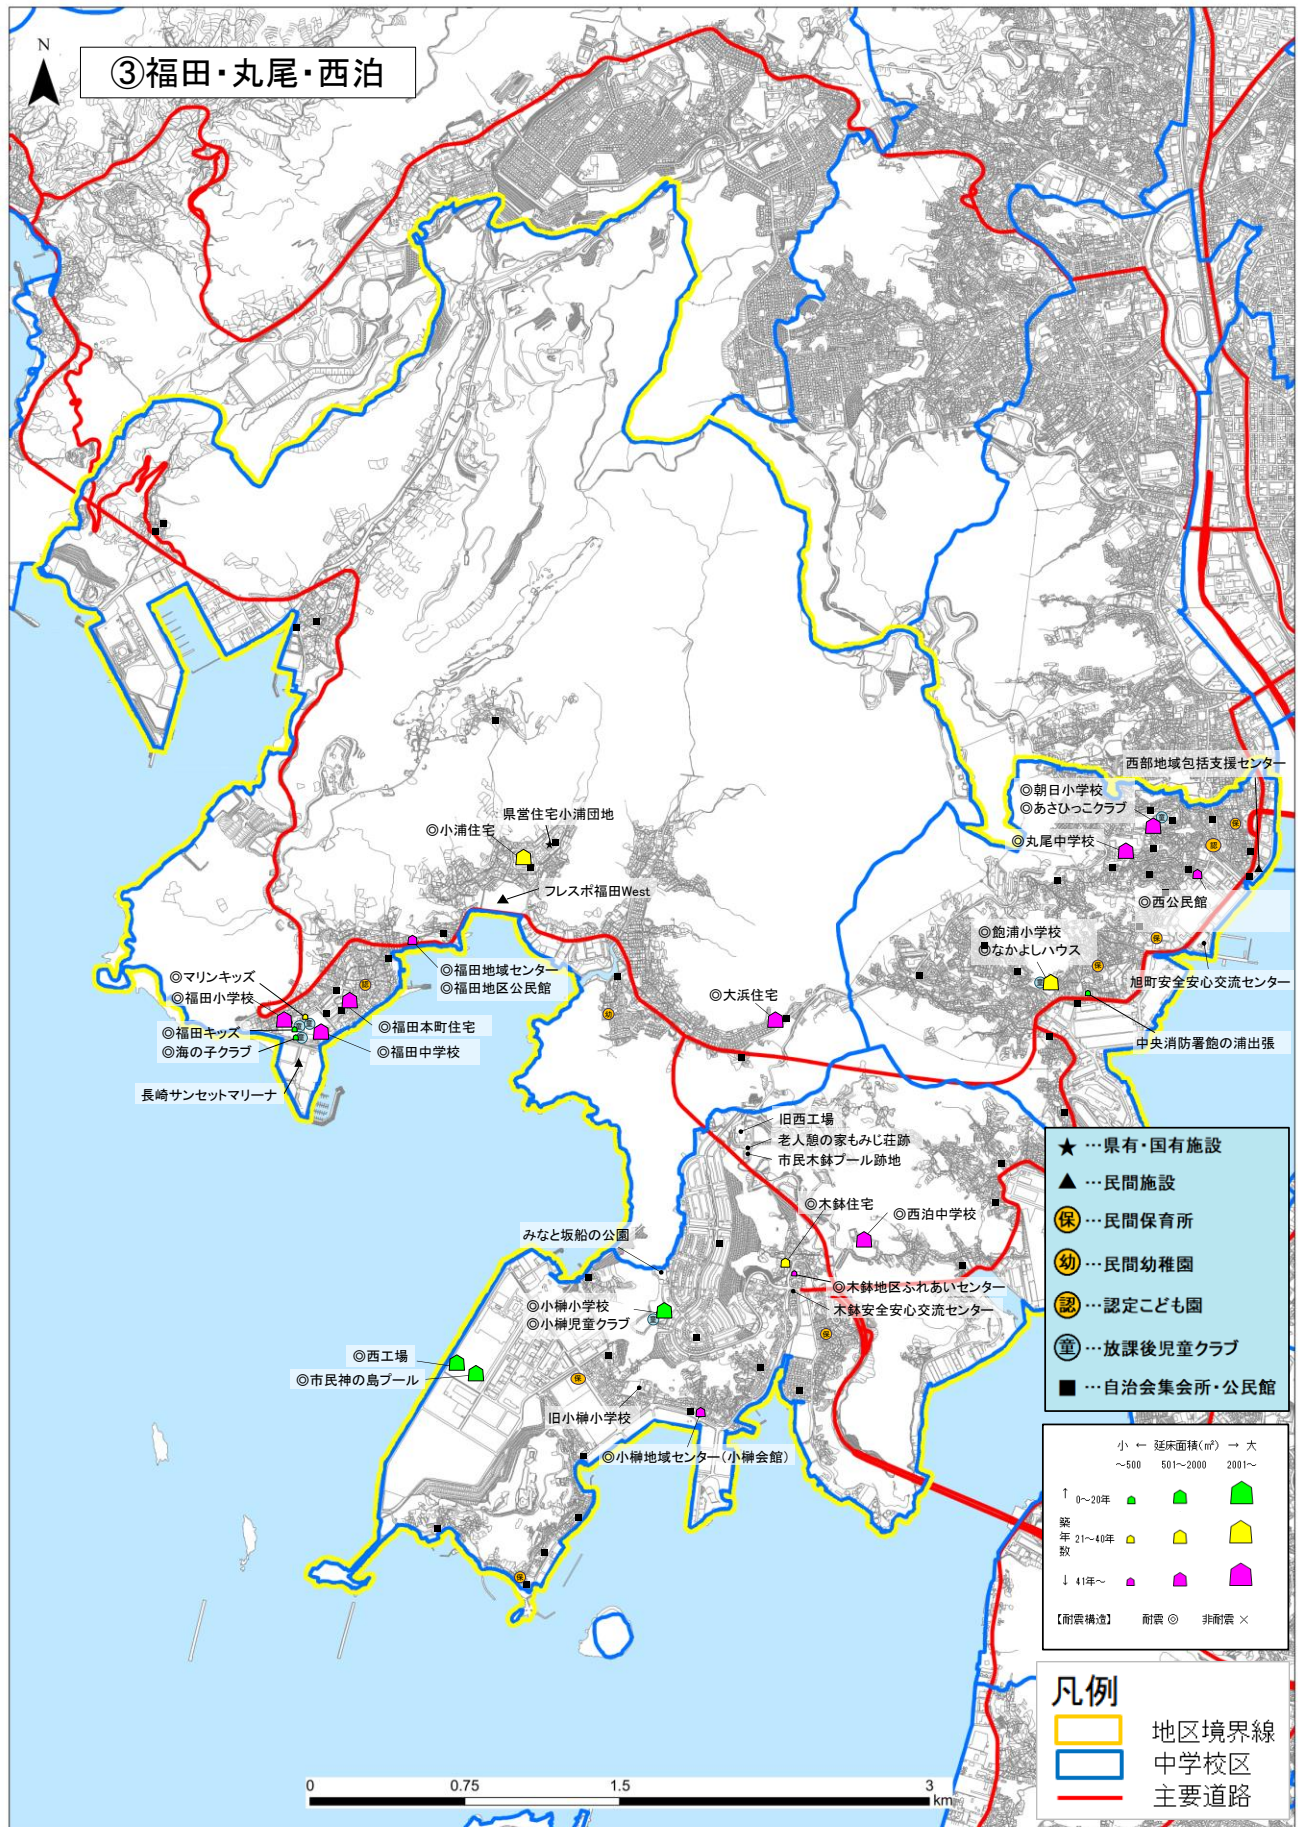 N
③福田・丸尾・西泊
西部地域包括支援センター
◎朝日小学校
◎あさひっこクラブ
◎丸尾中学校
県営住宅小浦団地
◎小浦住宅
フレスポ福田West
◎西公民館
◎飽浦小学校
◎なかよしハウス
旭町安全安心交流センター
中央消防署飽の浦出張
◎福田地域センター
◎福田地区公民館
◎マリンキッズ
◎福田小学校
◎福田キッズ
◎海の子クラブ
◎福田本町住宅
◎福田中学校
長崎サンセットマリーナ
◎大浜住宅
旧西工場
老人憩の家もみじ荘跡
市民木鉢プール跡地
◎木鉢住宅
◎西泊中学校
みなと坂船の公園
◎木鉢地区ふれあいセンター
木鉢安全安心交流センター
◎小榊小学校
◎小榊児童クラブ
◎西工場
◎市民神の島プール
旧小榊小学校
◎小榊地域センター(小榊会館)
保
認
保
保
保
童
童
認
童
童
童
幼
童
保
保
保
★…県有・国有施設
▲…民間施設
保…民間保育所
幼…民間幼稚園
認…認定こども園
童…放課後児童クラブ
■…自治会集会所・公民館
小 ← 延床面積(㎡) → 大
～500 501～2000 2001～
↑ 0～20年
築年数 21～40年
↓ 41年～
【耐震構造】 耐震 ◎ 非耐震 ×
凡例
地区境界線
中学校区
主要道路
0 0.75 1.5 3
km